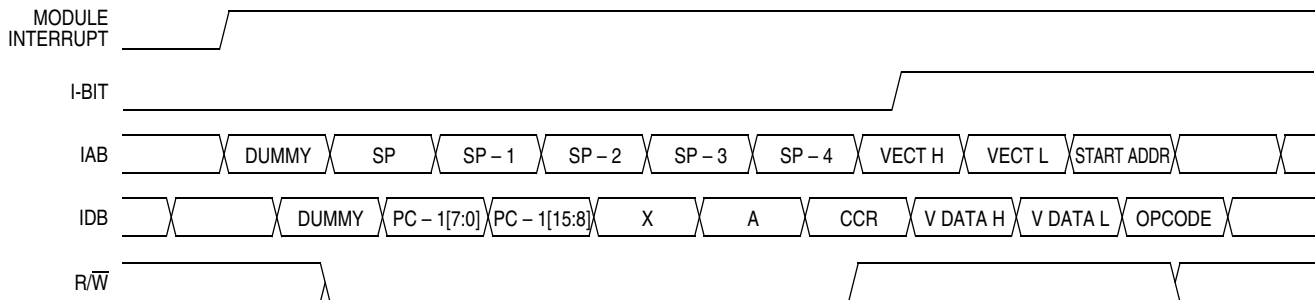 MODULE
INTERRUPT
I-BIT
IAB DUMMY SP SP – 1 SP – 2 SP – 3 SP – 4 VECT H VECT L START ADDR
IDB DUMMY PC – 1[7:0] PC – 1[15:8] X A CCR V DATA H V DATA L OPCODE
R/W̅